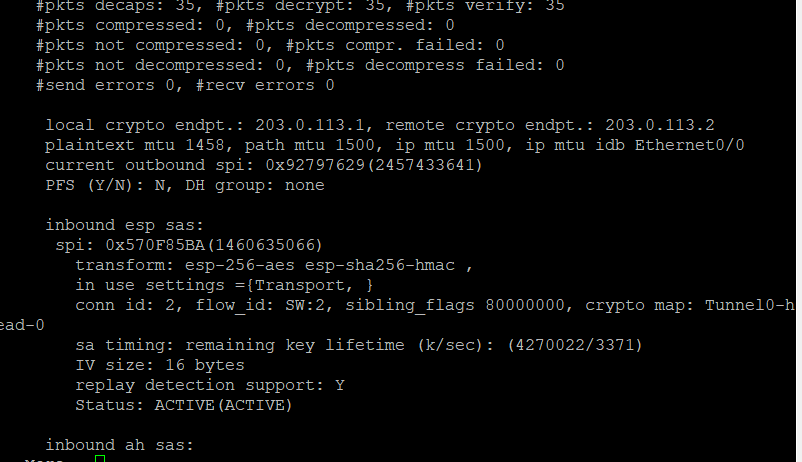 #pkts decaps: 35, #pkts decrypt: 35, #pkts verify: 35
#pkts compressed: 0, #pkts decompressed: 0
#pkts not compressed: 0, #pkts compr. failed: 0
#pkts not decompressed: 0, #pkts decompress failed: 0
#send errors 0, #recv errors 0
local crypto endpt.: 203.0.113.1, remote crypto endpt.: 203.0.113.2
plaintext mtu 1458, path mtu 1500, ip mtu 1500, ip mtu idb Ethernet0/0
current outbound spi: 0x92797629(2457433641)
PFS (Y/N): N, DH group: none
inbound esp sas:
spi: 0x570F85BA(1460635066)
transform: esp-256-aes esp-sha256-hmac ,
in use settings ={Transport, }
conn id: 2, flow_id: SW:2, sibling_flags 80000000, crypto map: Tunnel0-h
ead-0
sa timing: remaining key lifetime (k/sec): (4270022/3371)
IV size: 16 bytes
replay detection support: Y
Status: ACTIVE(ACTIVE)
inbound ah sas: